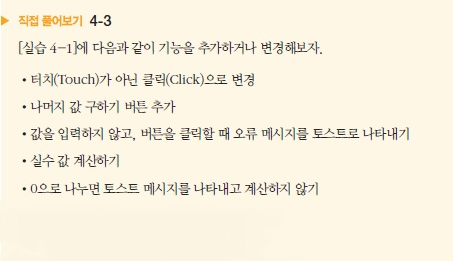 ▶ 직접 풀어보기 4-3
[실습 4-1]에 다음과 같이 기능을 추가하거나 변경해보자.
• 터치(Touch)가 아닌 클릭(Click)으로 변경
• 나머지 값 구하기 버튼 추가
• 값을 입력하지 않고, 버튼을 클릭할 때 오류 메시지를 토스트로 나타내기
• 실수 값 계산하기
• 0으로 나누면 토스트 메시지를 나타내고 계산하지 않기